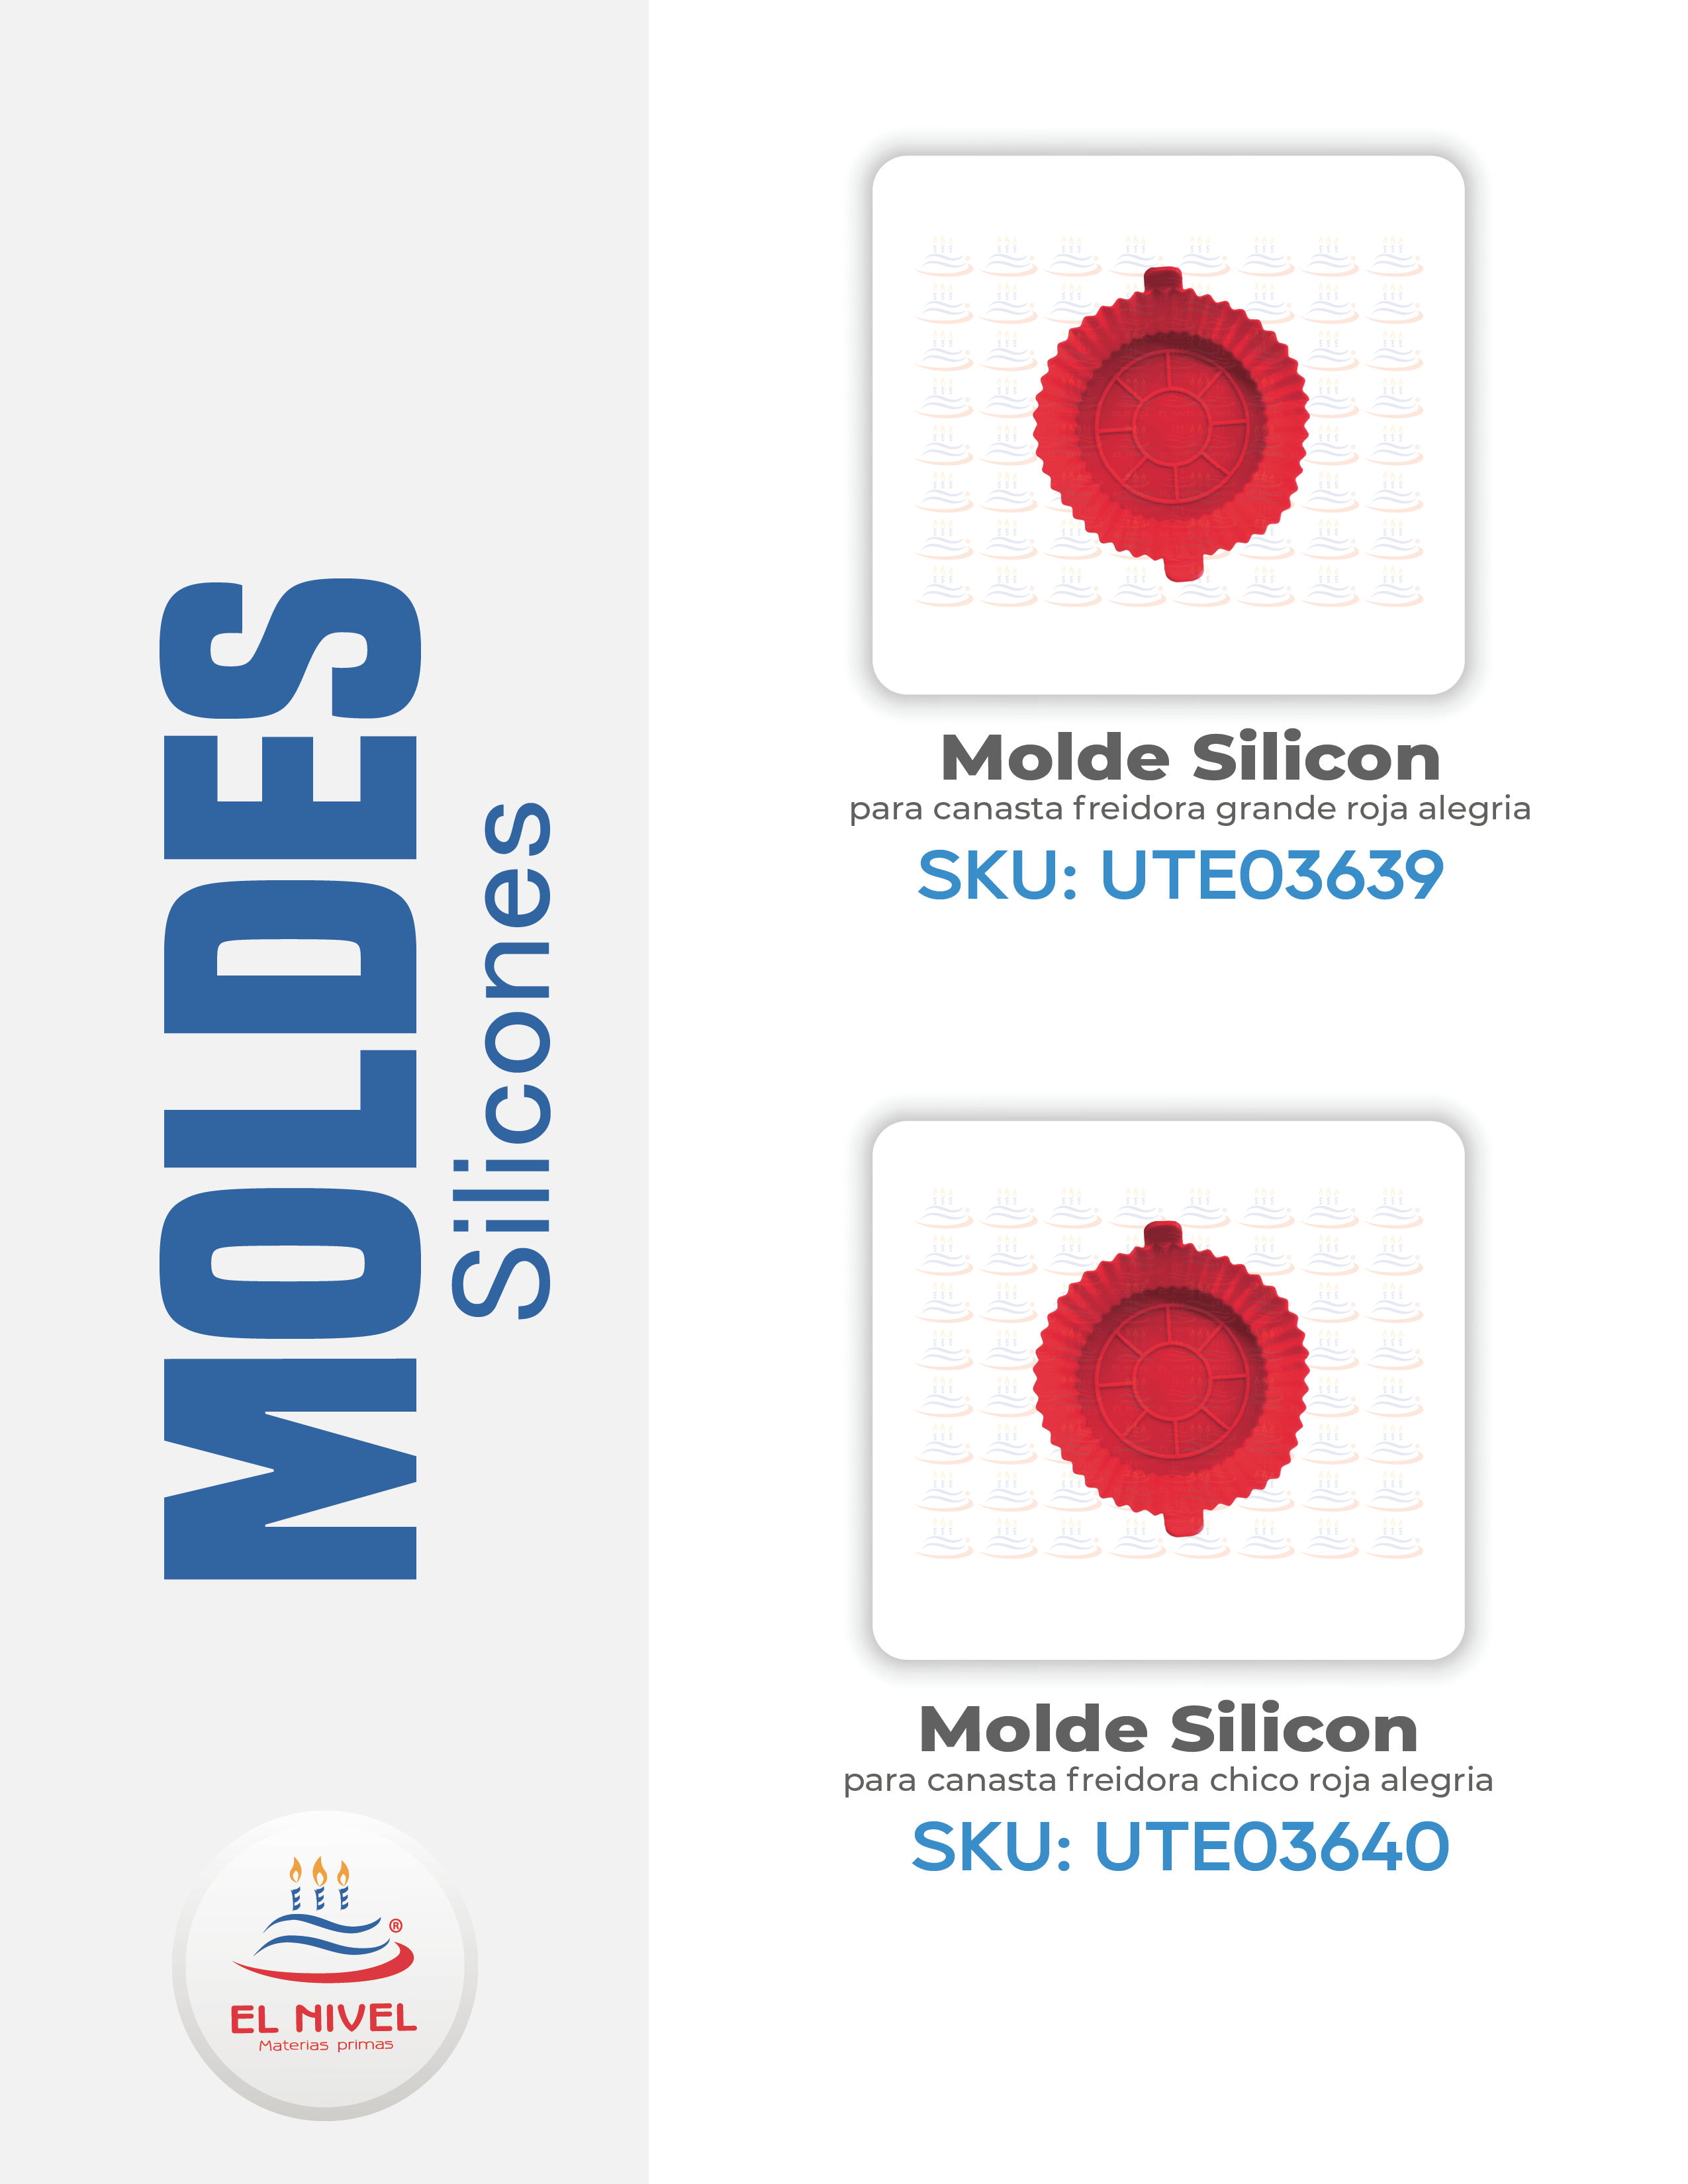 MOLDES
Silicones
Molde Silicon
para canasta freidora grande roja alegria
SKU: UTE03639
Molde Silicon
para canasta freidora chico roja alegria
SKU: UTE03640
®
EL NIVEL
Materias primas